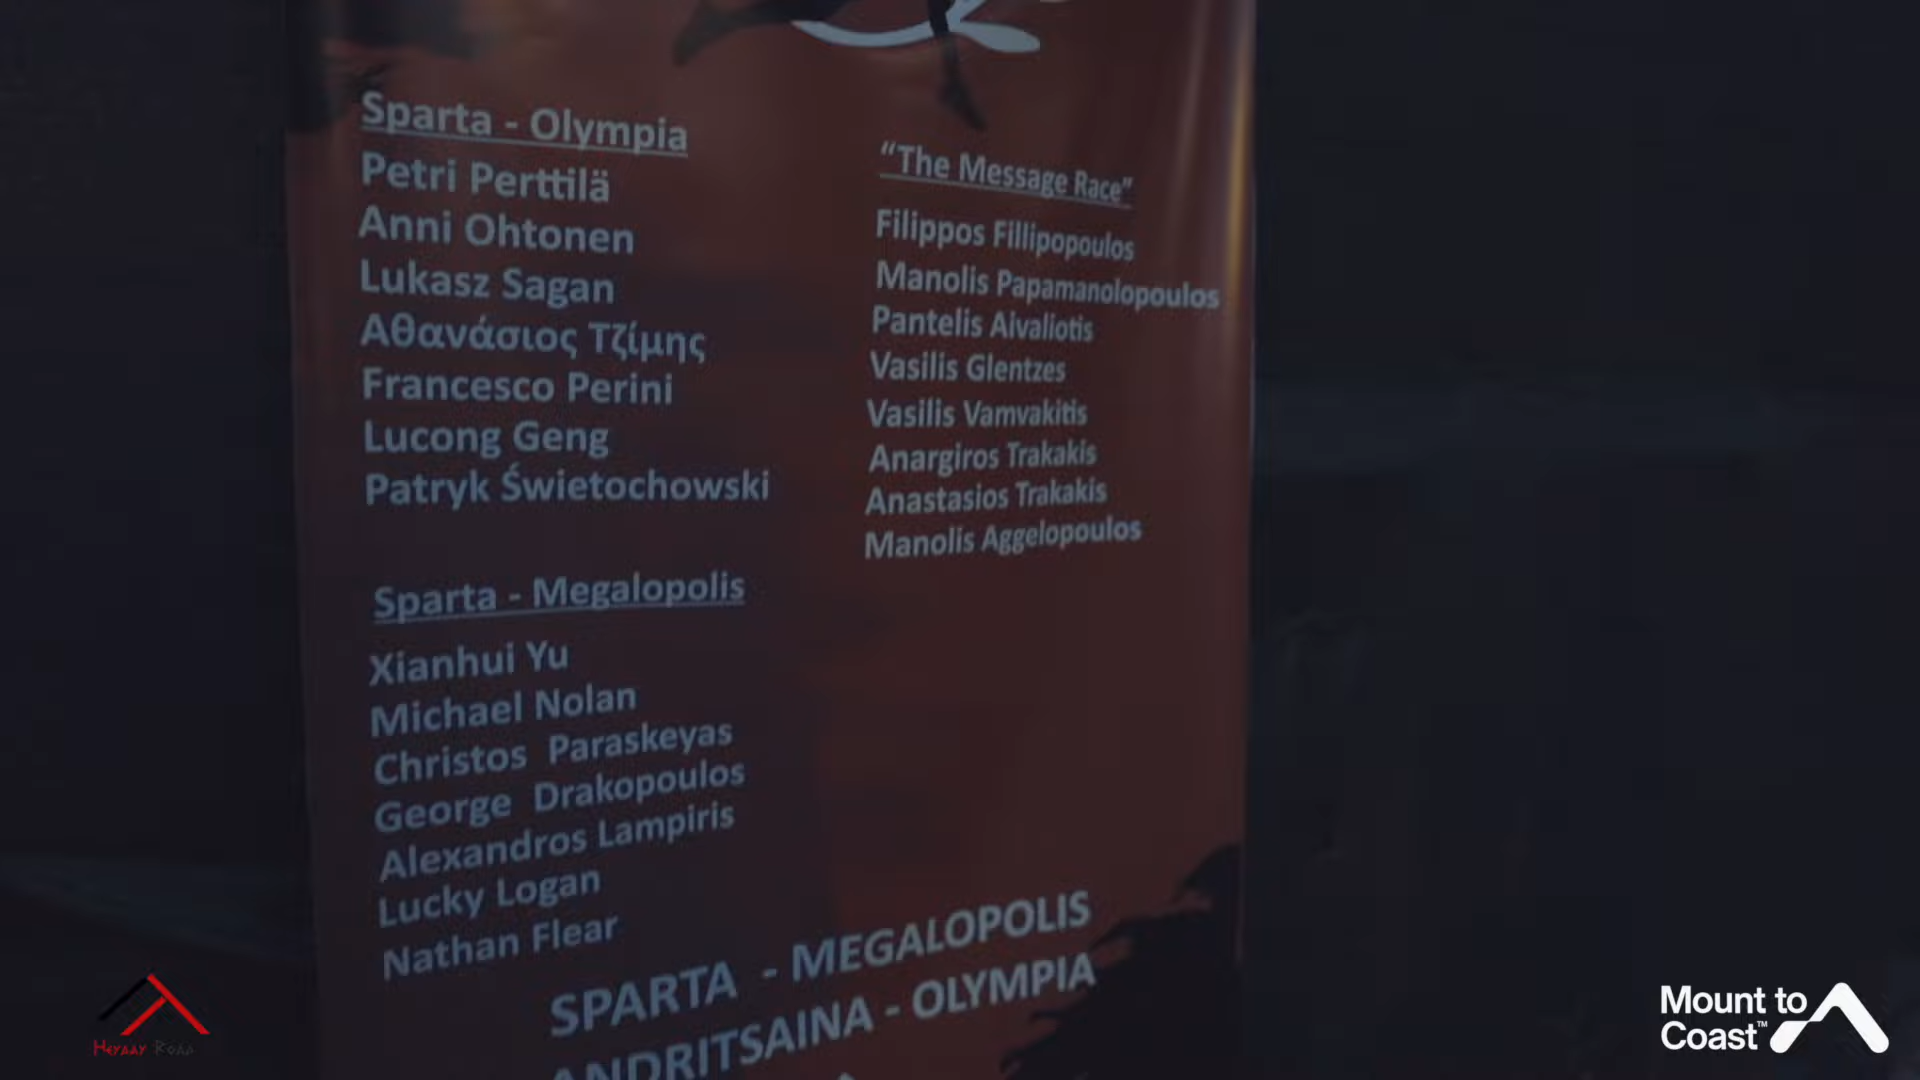 Sparta - Olympia
Petri Perttilä
Anni Ohtonen
Lukasz Sagan
Αθανάσιος Τζίμης
Francesco Perini
Lucong Geng
Patryk Świetochowski
"The Message Race"
Filippos Fillipopoulos
Manolis Papamanolopoulos
Pantelis Aivaliotis
Vasilis Glentzes
Vasilis Vamvakitis
Anargiros Trakakis
Anastasios Trakakis
Manolis Aggelopoulos
Sparta - Megalopolis
Xianhui Yu
Michael Nolan
Christos Paraskeyas
George Drakopoulos
Alexandros Lampiris
Lucky Logan
Nathan Flear
SPARTA - MEGALOPOLIS
ANDRITSAINA - OLYMPIA
Mount to
Coast™